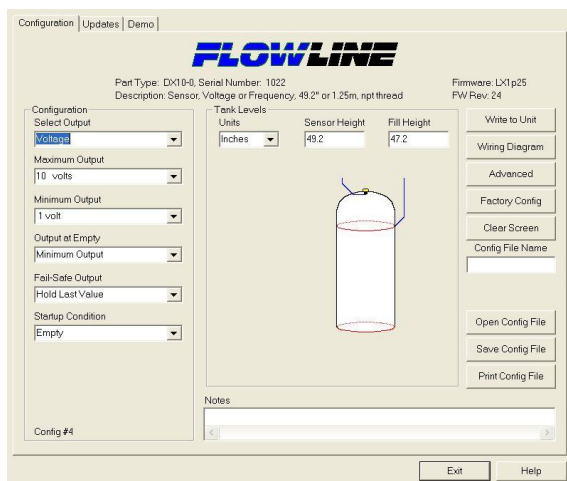 Configuration Updates Demo
FLOWLINE
Part Type: DX10-0, Serial Number: 1022
Description: Sensor, Voltage or Frequency, 49.2" or 1.25m, npt thread
Firmware: LX1p25
FW Rev: 24
Configuration
Select Output
Voltage
Maximum Output
10 volts
Minimum Output
1 volt
Output at Empty
Minimum Output
Fail-Safe Output
Hold Last Value
Startup Condition
Empty
Config #4
Tank Levels
Units Sensor Height Fill Height
Inches 49.2 47.2
Notes
Write to Unit
Wiring Diagram
Advanced
Factory Config
Clear Screen
Config File Name
Open Config File
Save Config File
Print Config File
Exit Help